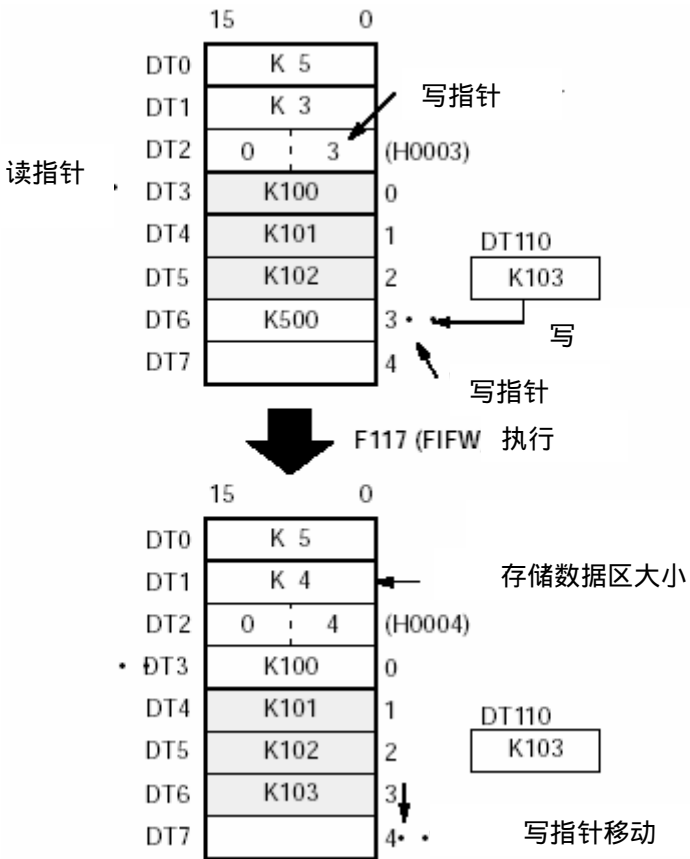 15 0
DT0 K 5
DT1 K 3 写指针
DT2 0 3 (H0003)
读指针
DT3 K100 0
DT4 K101 1
DT110
DT5 K102 2 K103
DT6 K500 3
写
DT7 4
写指针
F117 (FIFW 执行
15 0
DT0 K 5
DT1 K 4 存储数据区大小
DT2 0 4 (H0004)
DT3 K100 0
DT4 K101 1
DT110
DT5 K102 2 K103
DT6 K103 3
DT7 4 写指针移动